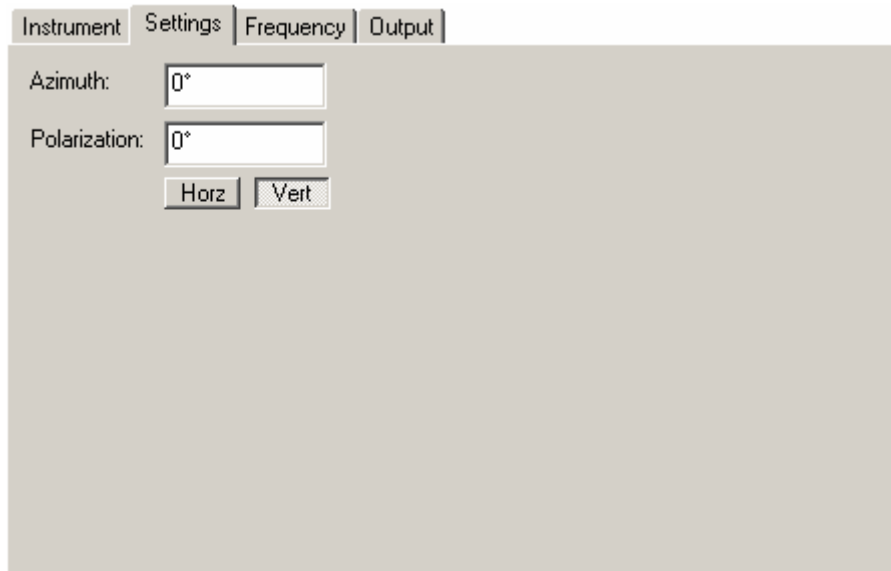 Instrument Settings Frequency Output
Azimuth: 0°
Polarization: 0°
Horz Vert